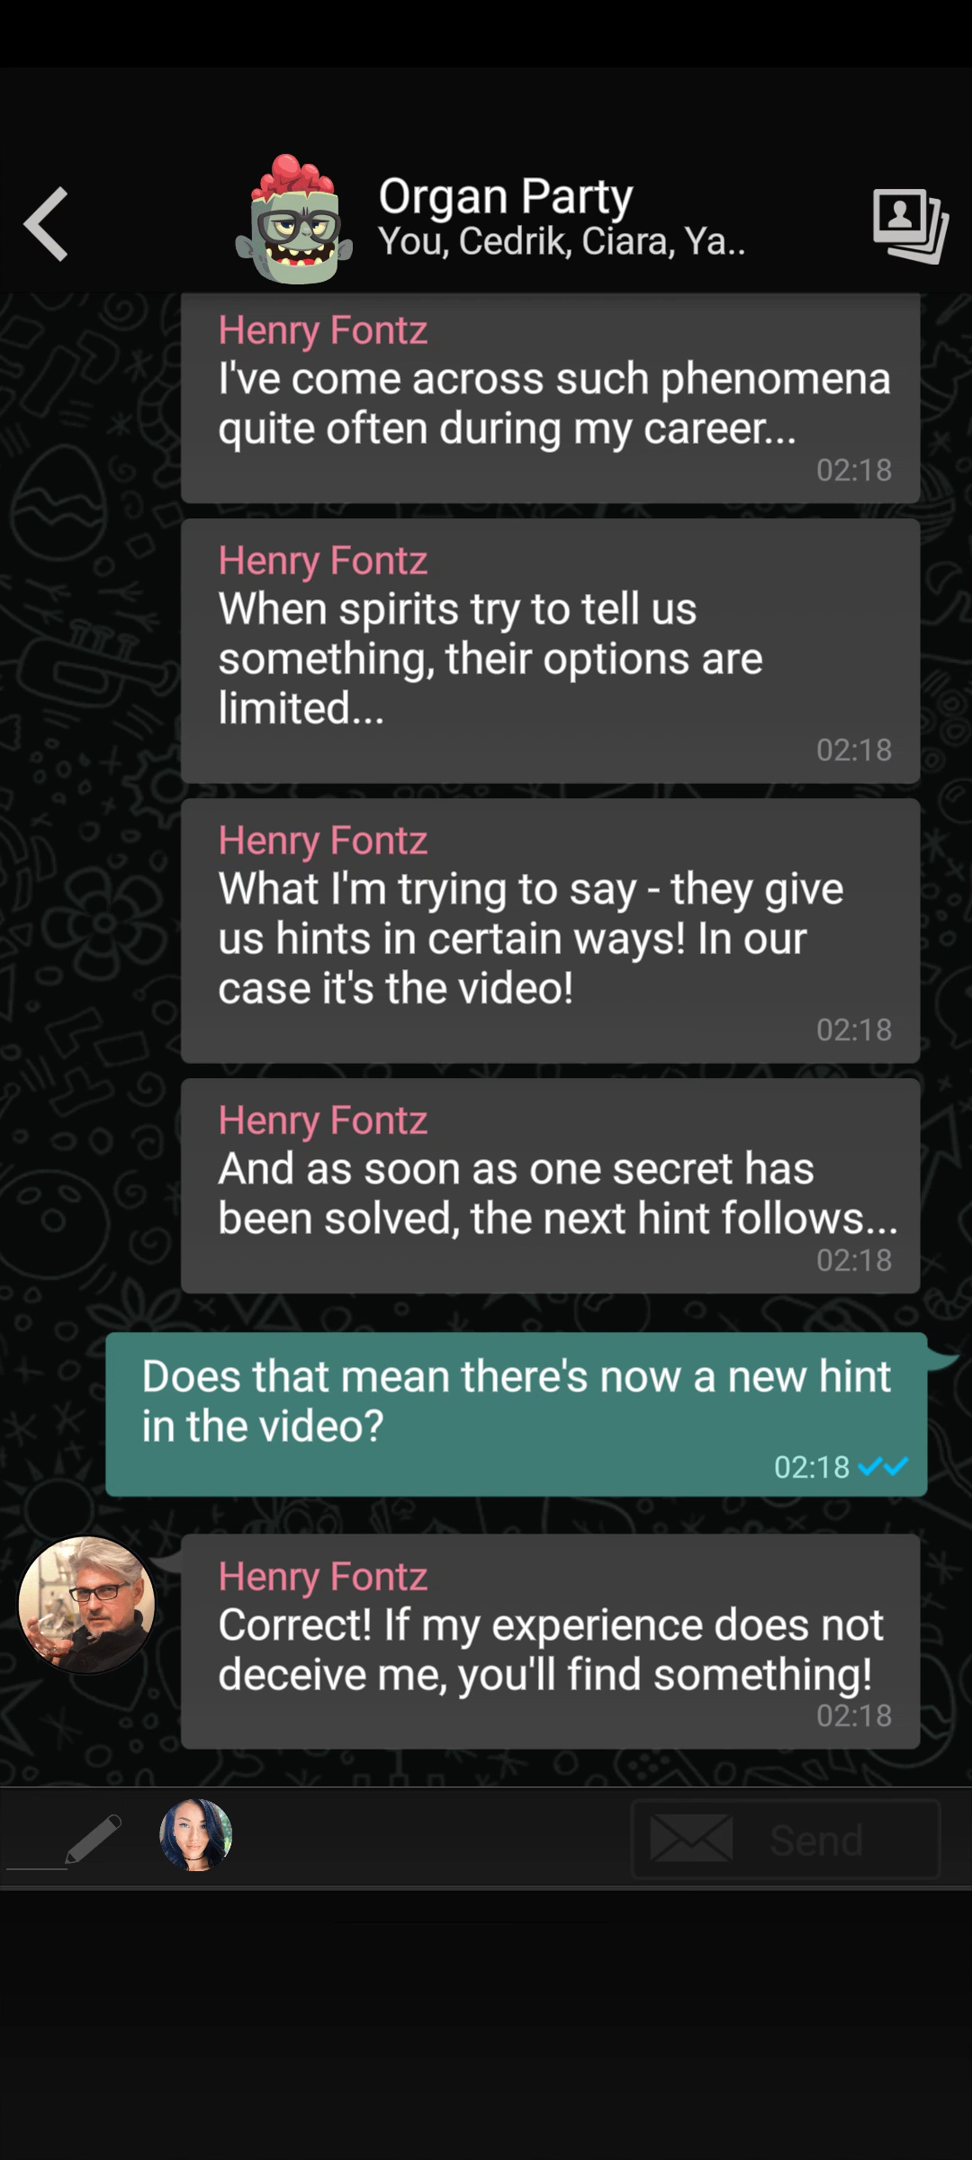 Organ Party
You, Cedrik, Ciara, Ya..
Henry Fontz
I've come across such phenomena
quite often during my career...
02:18
Henry Fontz
When spirits try to tell us
something, their options are
limited...
02:18
Henry Fontz
What I'm trying to say - they give
us hints in certain ways! In our
case it's the video!
02:18
Henry Fontz
And as soon as one secret has
been solved, the next hint follows...
02:18
Does that mean there's now a new hint
in the video?
02:18
Henry Fontz
Correct! If my experience does not
deceive me, you'll find something!
02:18
Send